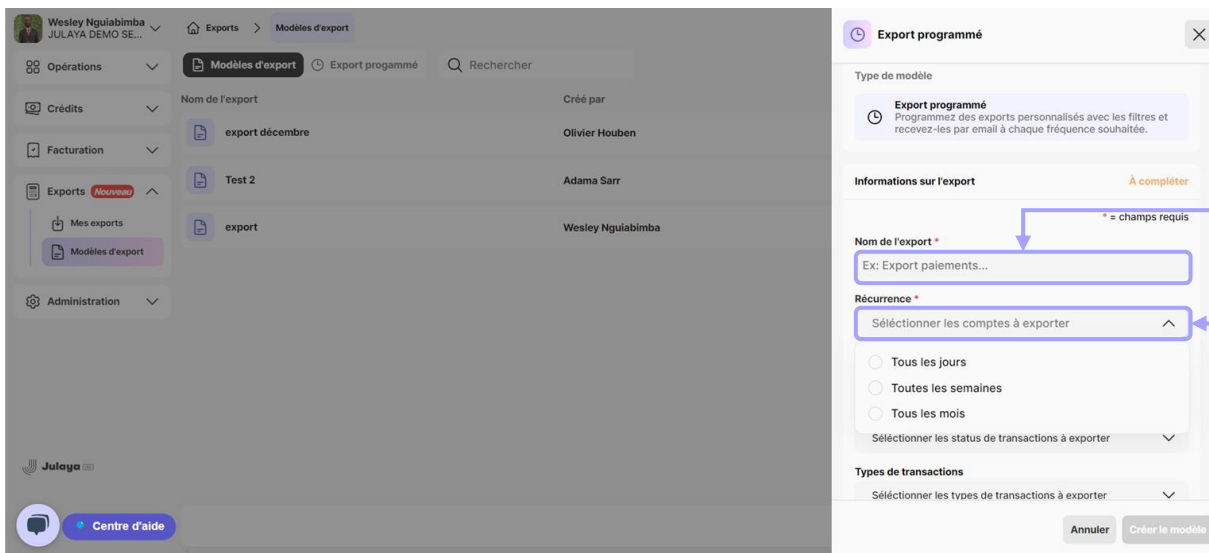 Wesley Nguiabimba
JULAYA DEMO SE...
Exports > Modèles d'export
Opérations
Crédits
Facturation
Exports Nouveau
Mes exports
Modèles d'export
Administration
Julaya
Centre d'aide
Modèles d'export Export progammé Rechercher
Nom de l'export Créé par
export décembre Olivier Houben
Test 2 Adama Sarr
export Wesley Nguiabimba
Export programmé
Type de modèle
Export programmé
Programmez des exports personnalisés avec les filtres et
recevez-les par email à chaque fréquence souhaitée.
Informations sur l'export À compléter
* = champs requis
Nom de l'export *
Ex: Export paiements...
Récurrence *
Séléctionner les comptes à exporter
Tous les jours
Toutes les semaines
Tous les mois
Séléctionner les status de transactions à exporter
Types de transactions
Séléctionner les types de transactions à exporter
Annuler Créer le modèle